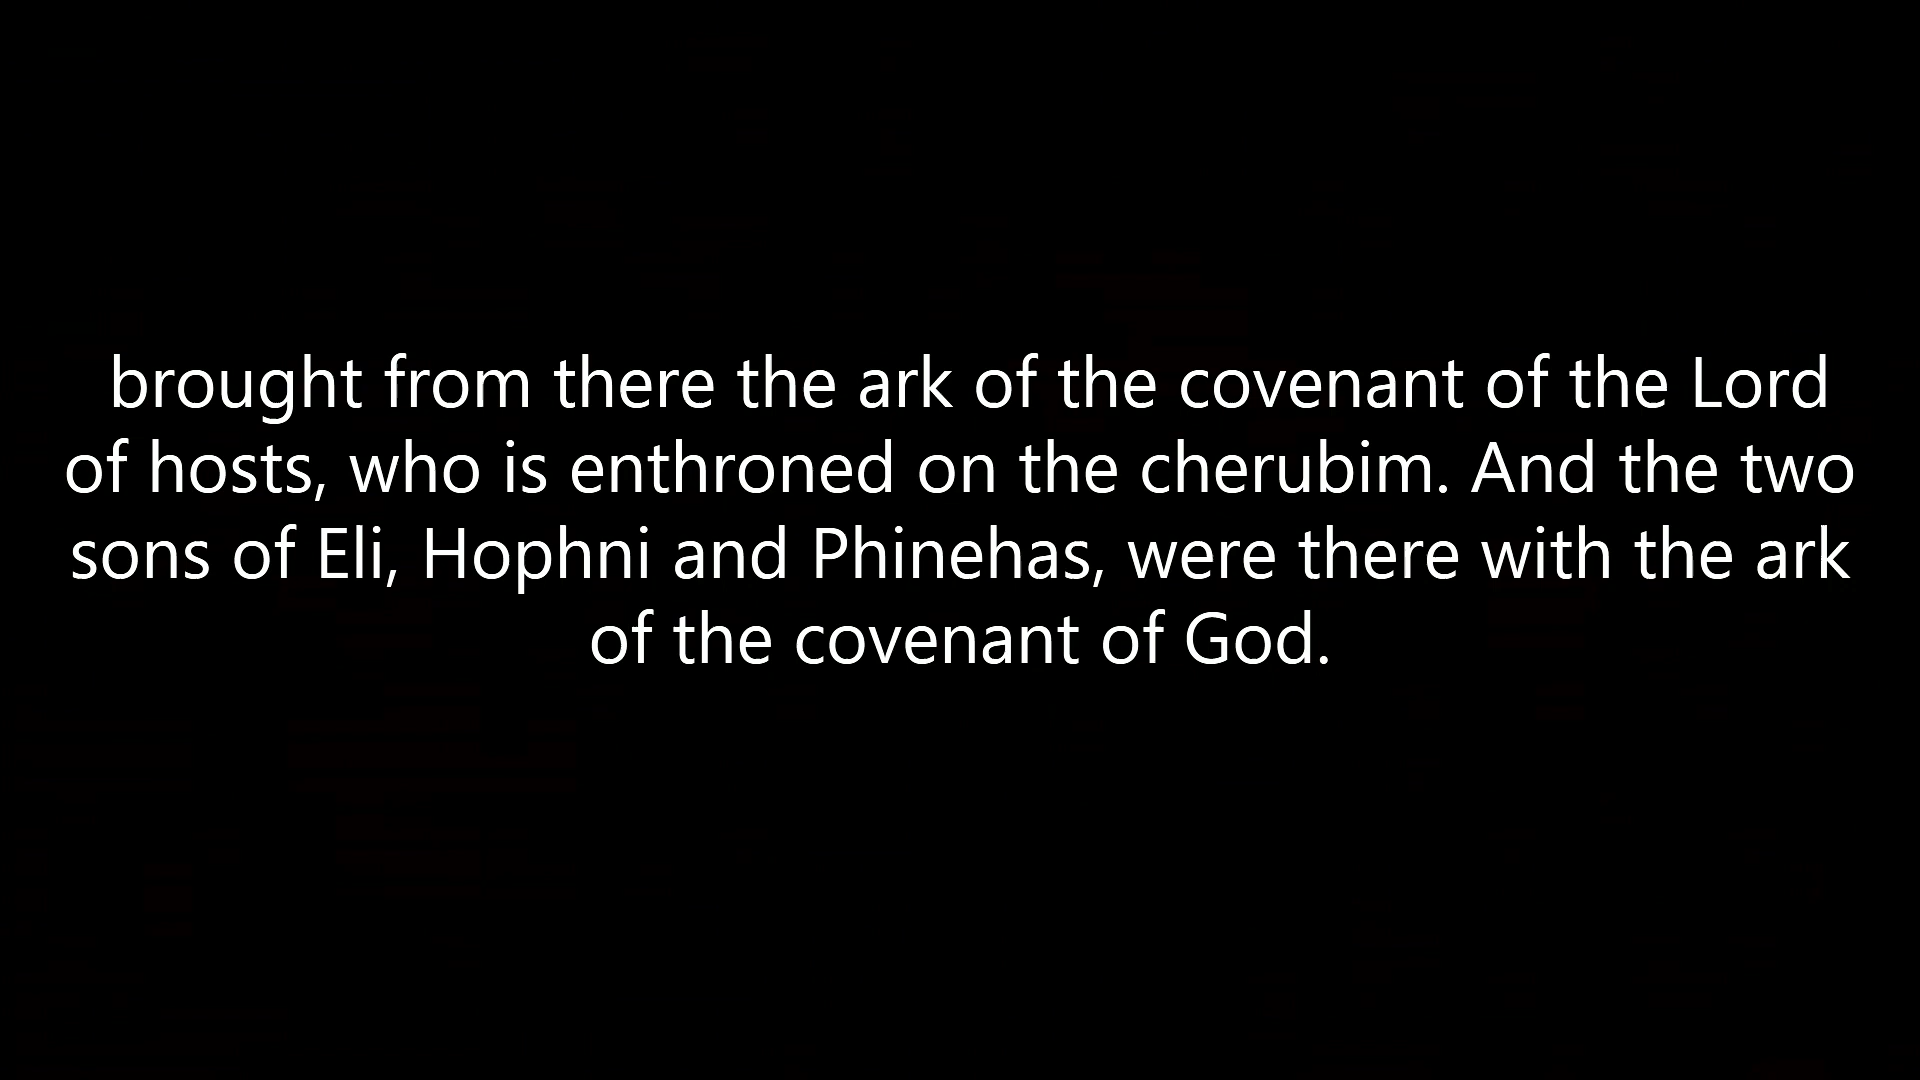 brought from there the ark of the covenant of the Lord
of hosts, who is enthroned on the cherubim. And the two
sons of Eli, Hophni and Phinehas, were there with the ark
of the covenant of God.